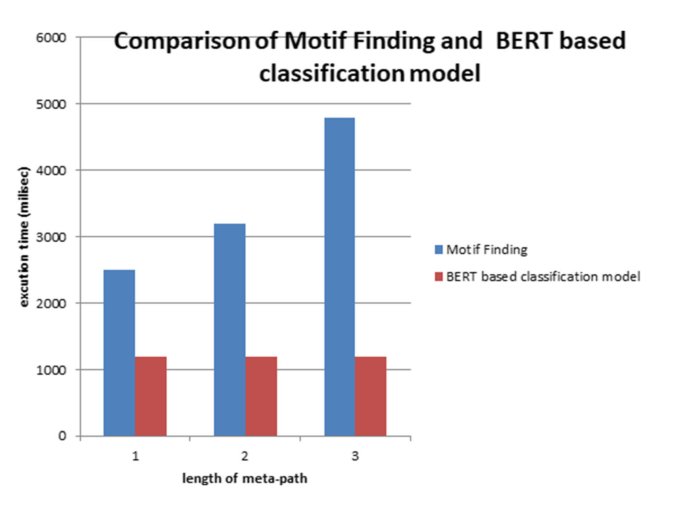 Comparison of Motif Finding and BERT based
classification model
6000
5000
4000
3000
2000
1000
0
excution time (milisec)
1 2 3
length of meta-path
Motif Finding
BERT based classification model